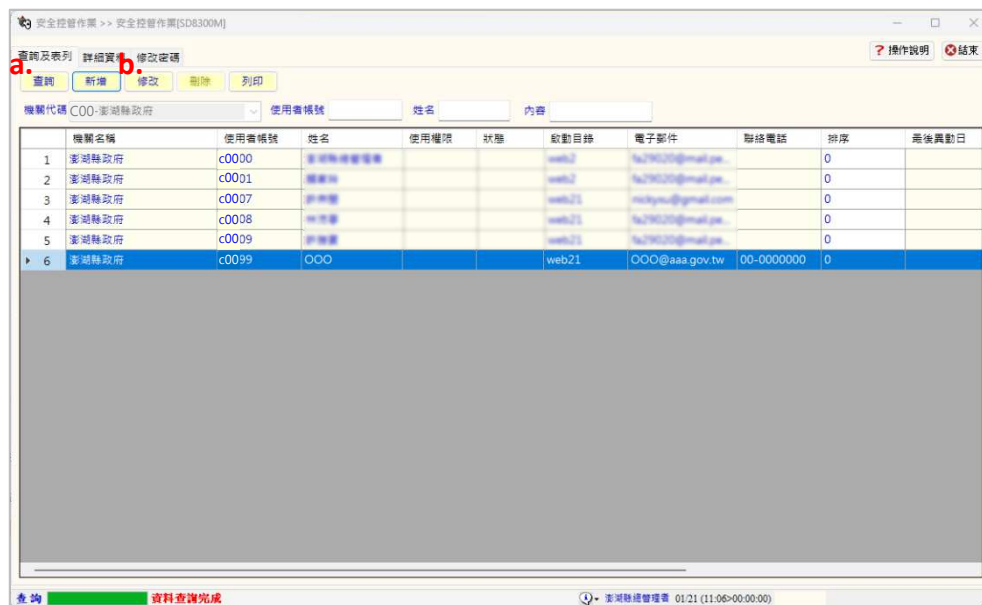 安全控管作業 >> 安全控管作業[SD8300M]
查詢及表列 詳細資料 修改密碼 ? 操作說明 結束
a. b.
查詢 新增 修改 刪除 列印
機關代碼 C00-澎湖縣政府 使用者帳號 姓名 內容
機關名稱 使用者帳號 姓名 使用權限 狀態 啟動目錄 電子郵件 聯絡電話 排序 最後異動日
1 澎湖縣政府 c0000 0
2 澎湖縣政府 c0001 0
3 澎湖縣政府 c0007 0
4 澎湖縣政府 c0008 0
5 澎湖縣政府 c0009 0
6 澎湖縣政府 c0099 OOO web21 OOO@aaa.gov.tw 00-0000000 0
查詢 資料查詢完成 澎湖縣總管理者 01/21 (11:06>00:00:00)